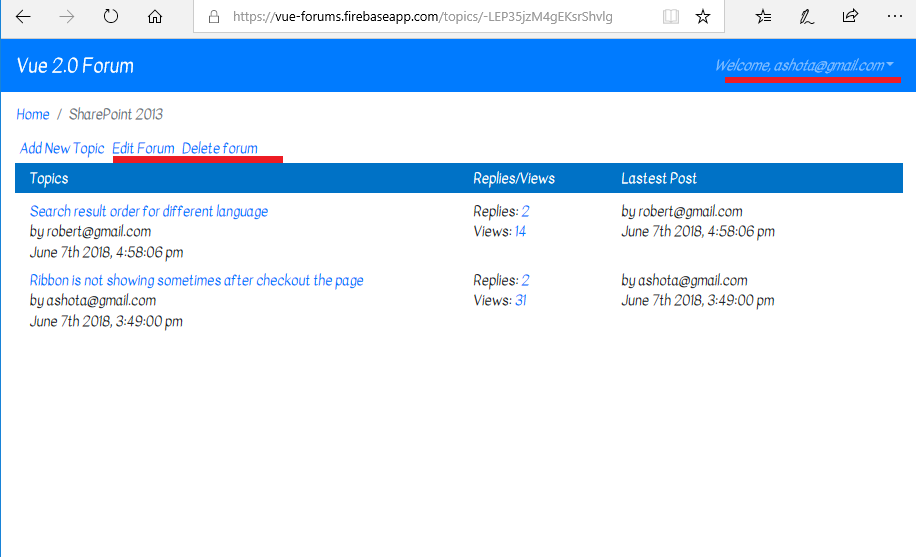 https://vue-forums.firebaseapp.com/topics/-LEP35jzM4gEKsrShvlg
Vue 2.0 Forum
Welcome, ashota@gmail.com
Home / SharePoint 2013
Add New Topic Edit Forum Delete forum
Topics Replies/Views Lastest Post
Search result order for different language Replies: 2 by robert@gmail.com
by robert@gmail.com Views: 14 June 7th 2018, 4:58:06 pm
June 7th 2018, 4:58:06 pm
Ribbon is not showing sometimes after checkout the page Replies: 2 by ashota@gmail.com
by ashota@gmail.com Views: 31 June 7th 2018, 3:49:00 pm
June 7th 2018, 3:49:00 pm